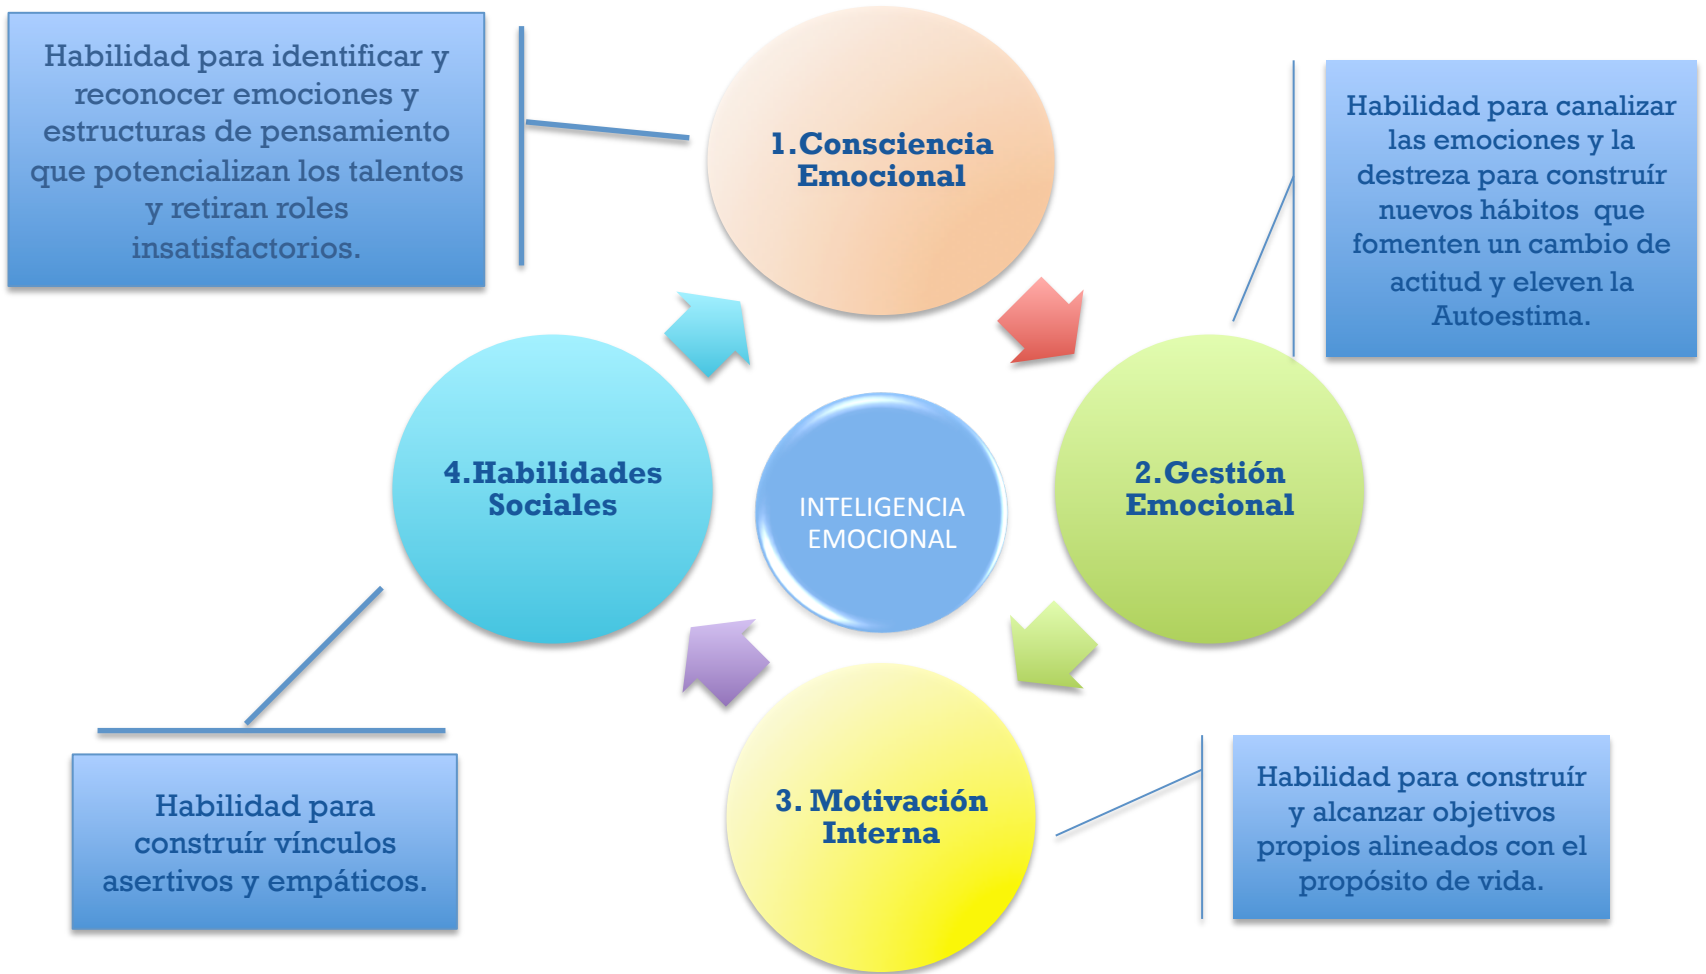 Habilidad para identificar y
reconocer emociones y
estructuras de pensamiento
que potencializan los talentos
y retiran roles
insatisfactorios.
1.Consciencia
Emocional
Habilidad para canalizar
las emociones y la
destreza para construír
nuevos hábitos que
fomenten un cambio de
actitud y eleven la
Autoestima.
4.Habilidades
Sociales
INTELIGENCIA
EMOCIONAL
2.Gestión
Emocional
Habilidad para
construír vínculos
asertivos y empáticos.
3. Motivación
Interna
Habilidad para construír
y alcanzar objetivos
propios alineados con el
propósito de vida.